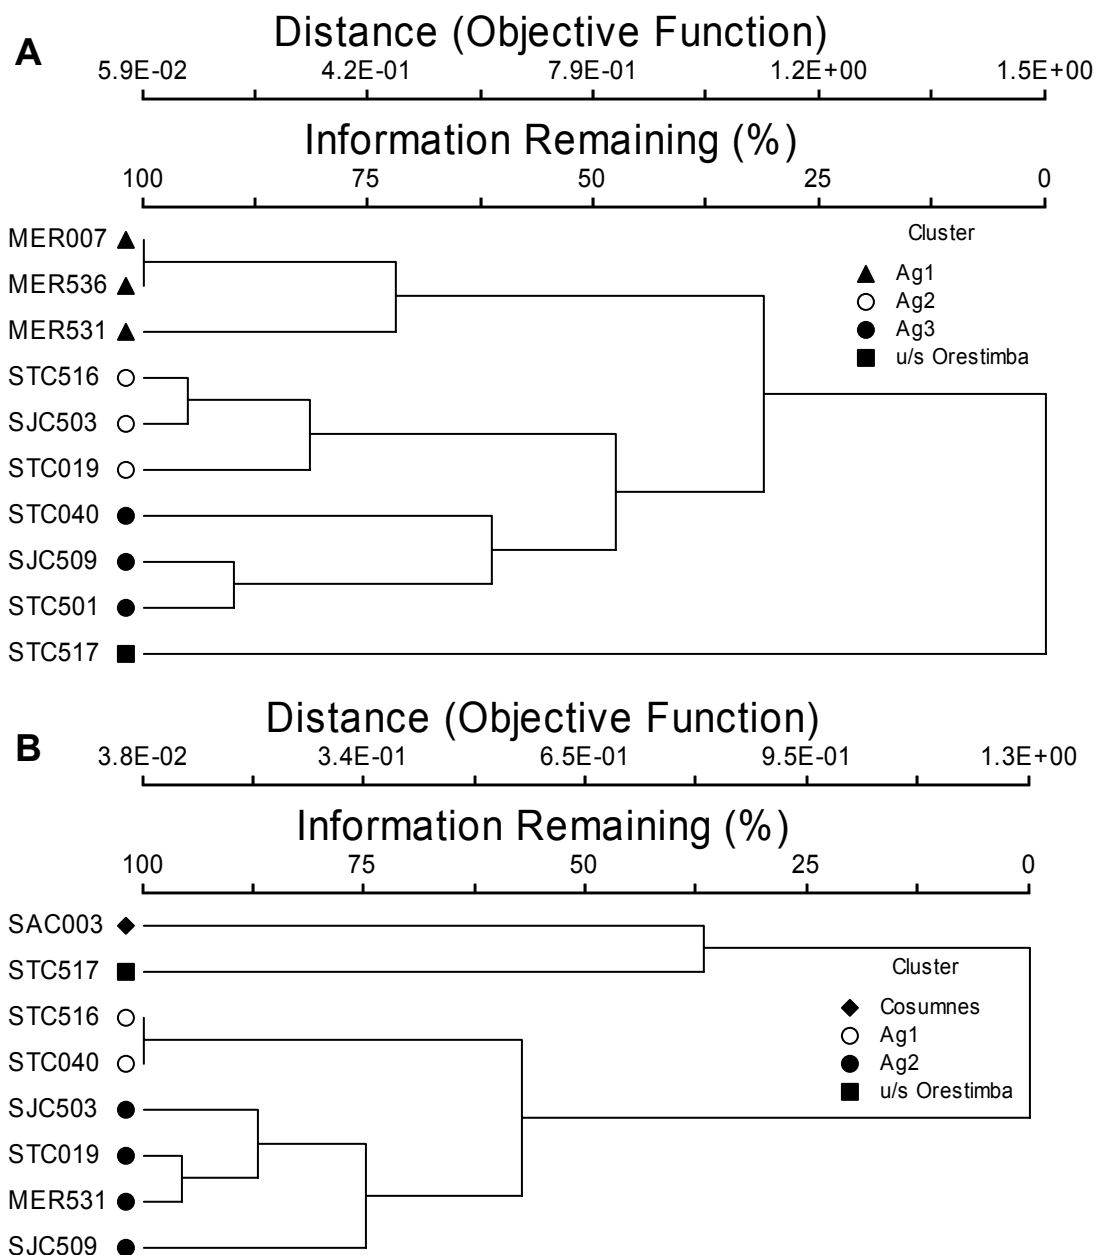 A
Distance (Objective Function)
5.9E-02 4.2E-01 7.9E-01 1.2E+00 1.5E+00
Information Remaining (%)
100 75 50 25 0
MER007
MER536
MER531
STC516
SJC503
STC019
STC040
SJC509
STC501
STC517
Cluster
Ag1
Ag2
Ag3
u/s Orestimba
B
Distance (Objective Function)
3.8E-02 3.4E-01 6.5E-01 9.5E-01 1.3E+00
Information Remaining (%)
100 75 50 25 0
SAC003
STC517
STC516
STC040
SJC503
STC019
MER531
SJC509
Cluster
Cosumnes
Ag1
Ag2
u/s Orestimba